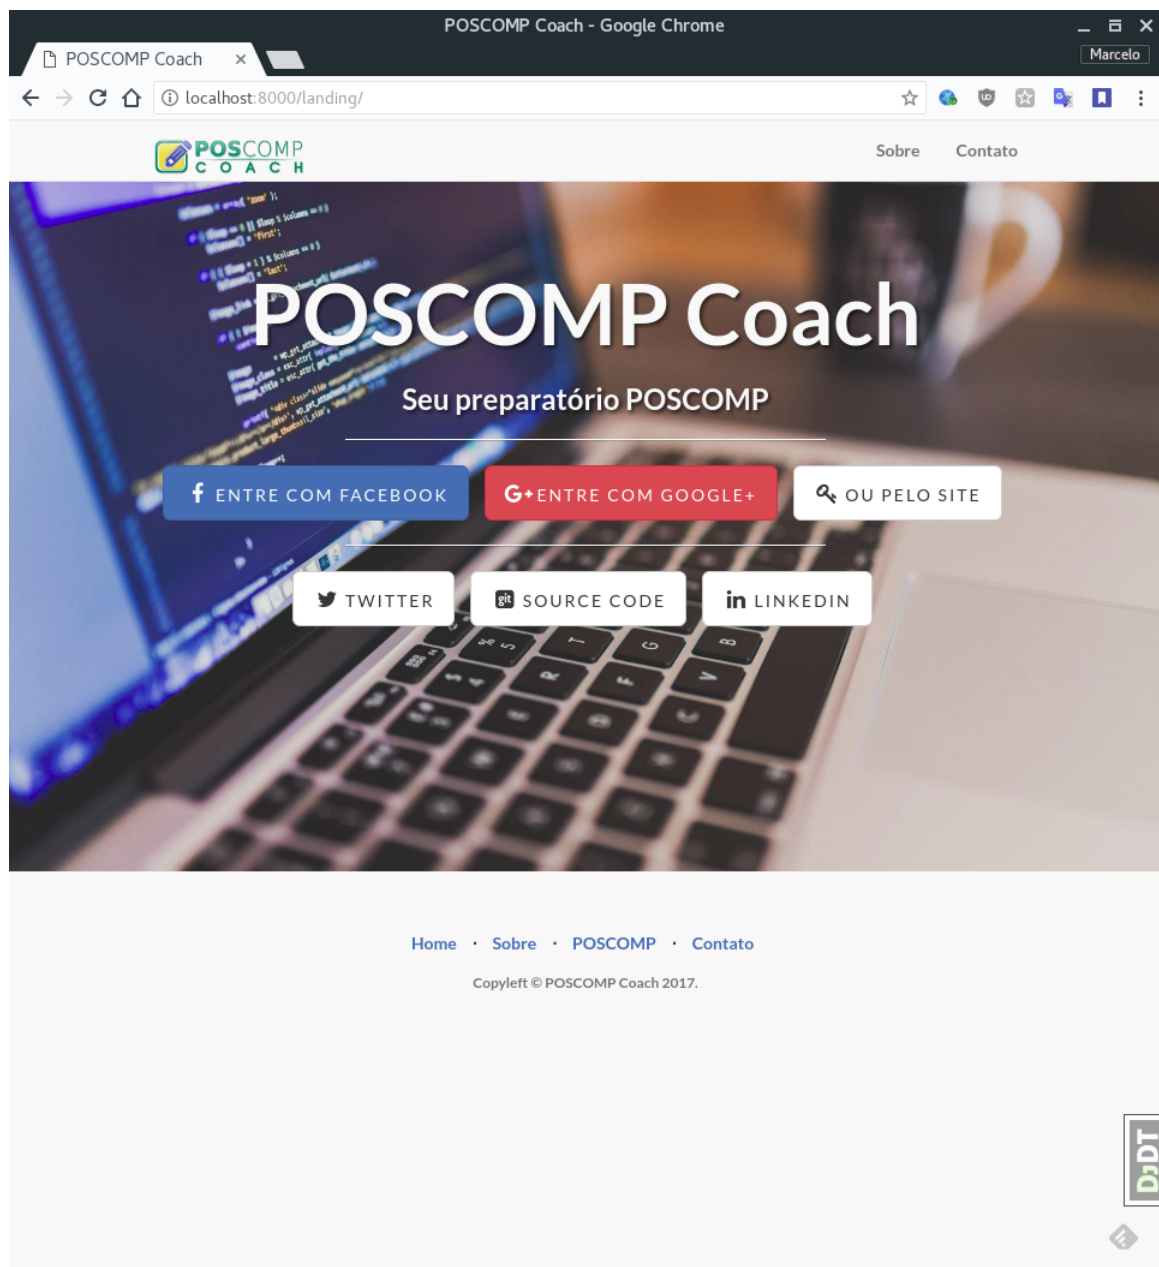 POSCOMP Coach - Google Chrome
POSCOMP Coach
Marcelo
localhost:8000/landing/
POSCOMP
COACH
Sobre Contato
POSCOMP Coach
Seu preparatório POSCOMP
ENTRE COM FACEBOOK
G+ ENTRE COM GOOGLE+
OU PELO SITE
TWITTER
git SOURCE CODE
in LINKEDIN
Home · Sobre · POSCOMP · Contato
Copyleft © POSCOMP Coach 2017.
DjDT